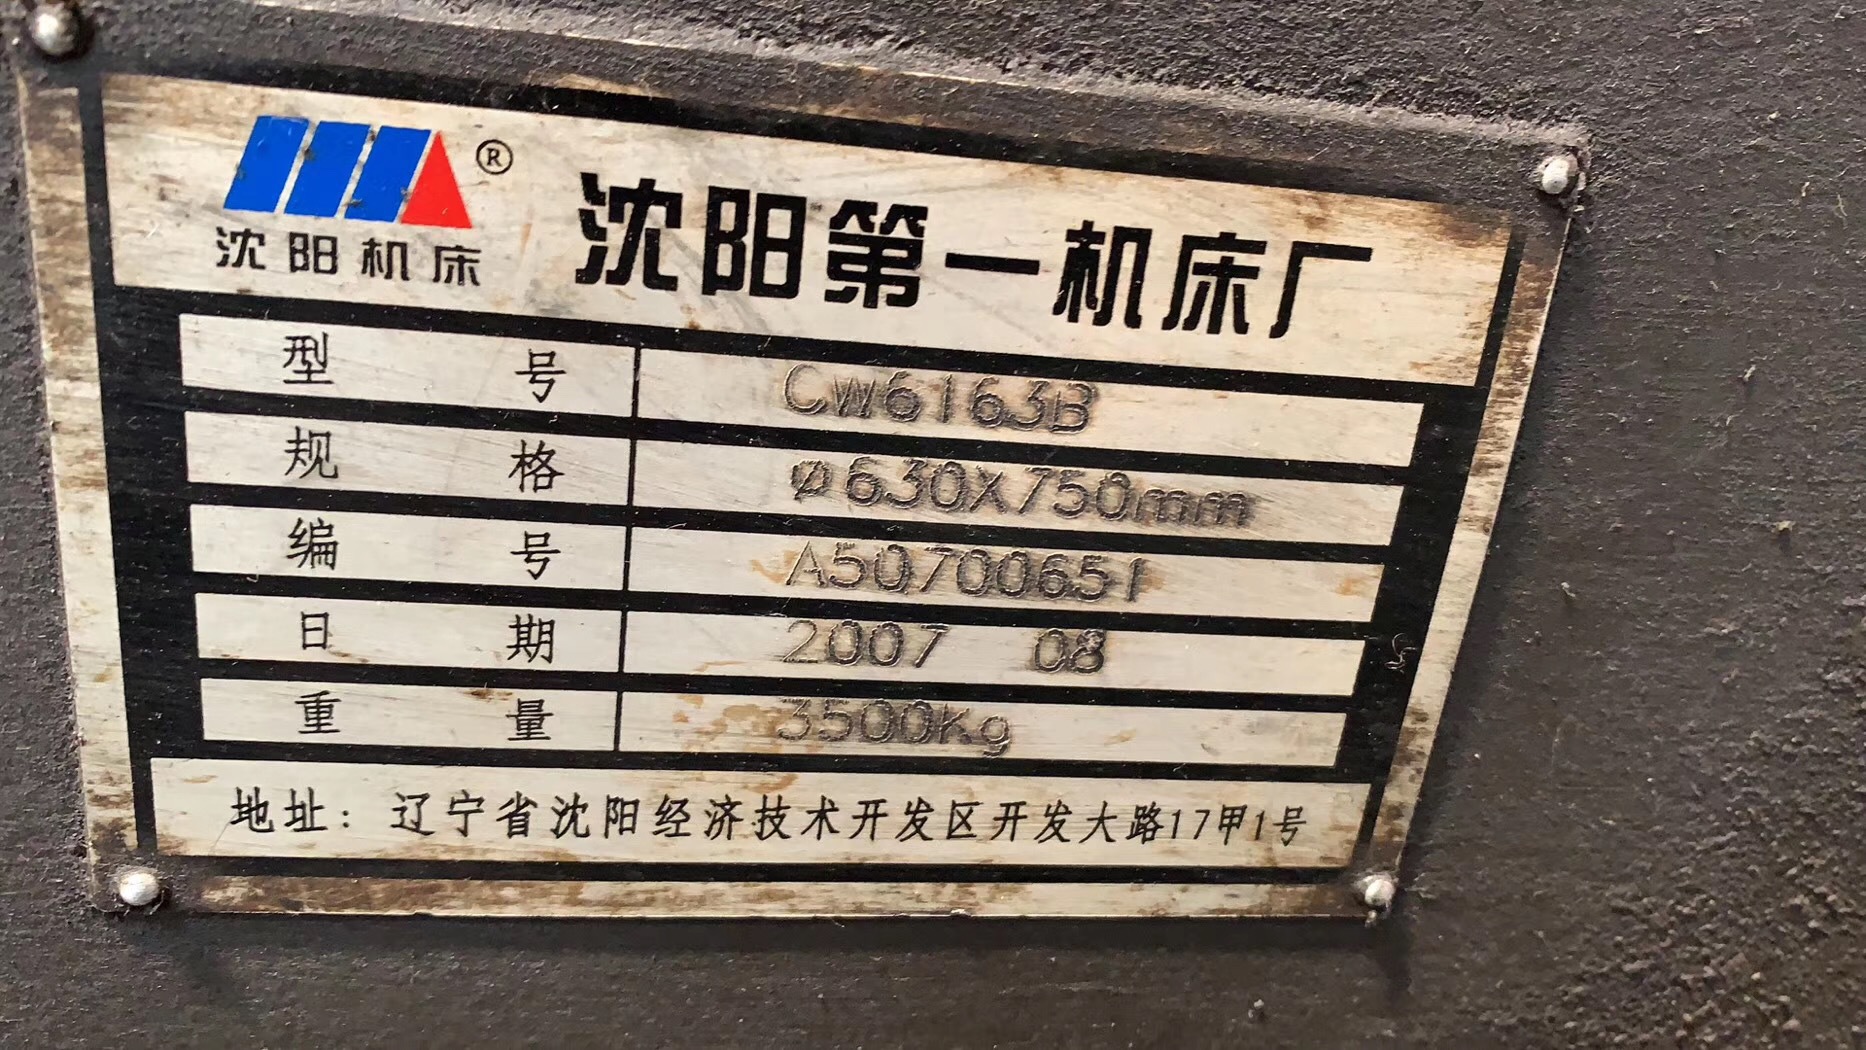 ®
沈阳机床
沈阳第一机床厂
型号 CW6163B
规格 ø630X750mm
编号 A50700651
日期 2007 08
重量 3500Kg
地址：辽宁省沈阳经济技术开发区开发大路17甲1号